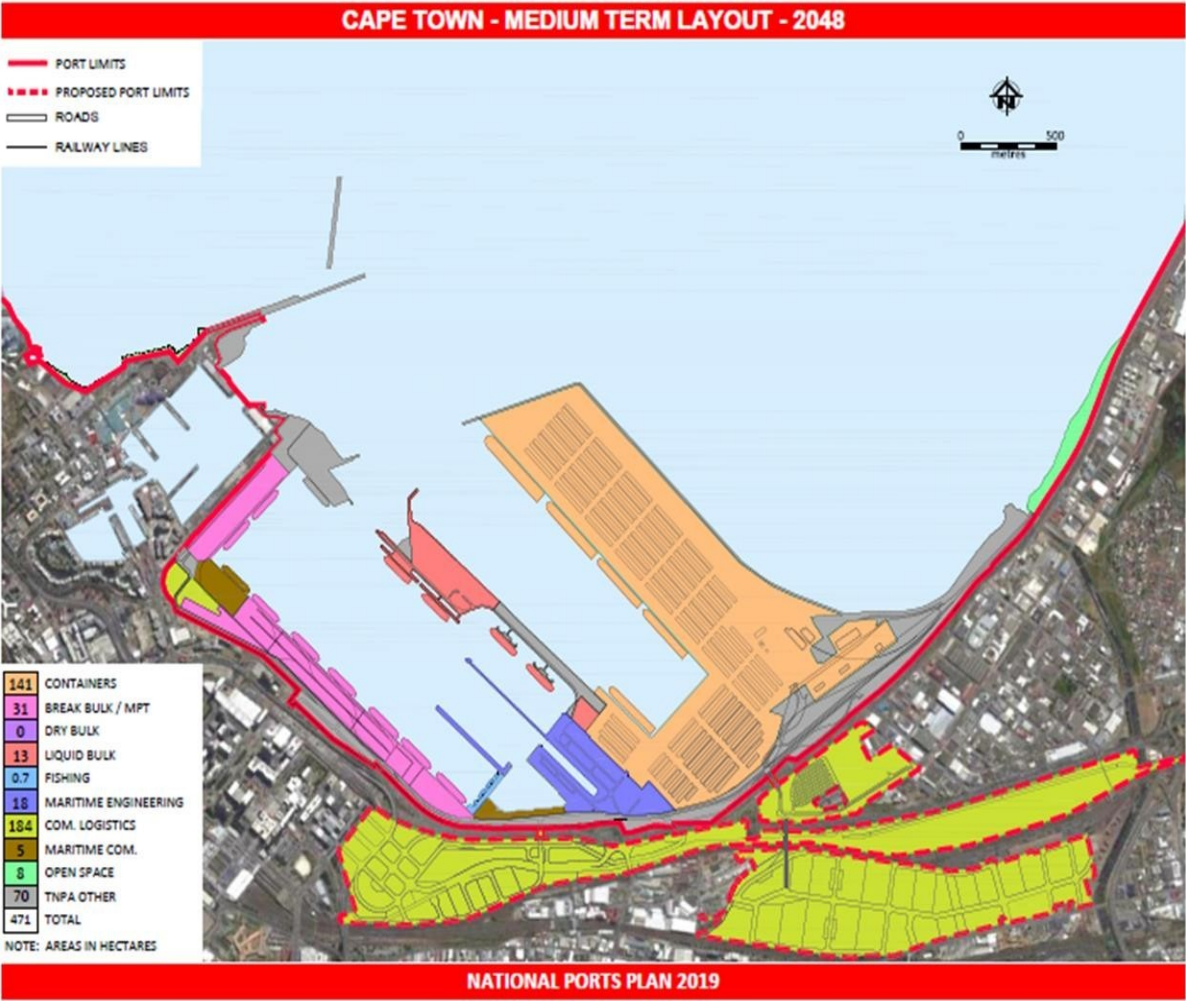 CAPE TOWN - MEDIUM TERM LAYOUT - 2048
PORT LIMITS
PROPOSED PORT LIMITS
ROADS
RAILWAY LINES
N
0 500
metres
141 CONTAINERS
31 BREAK BULK / MPT
0 DRY BULK
13 LIQUID BULK
0.7 FISHING
18 MARITIME ENGINEERING
184 COM. LOGISTICS
5 MARITIME COM.
8 OPEN SPACE
70 TNPA OTHER
471 TOTAL
NOTE: AREAS IN HECTARES
NATIONAL PORTS PLAN 2019